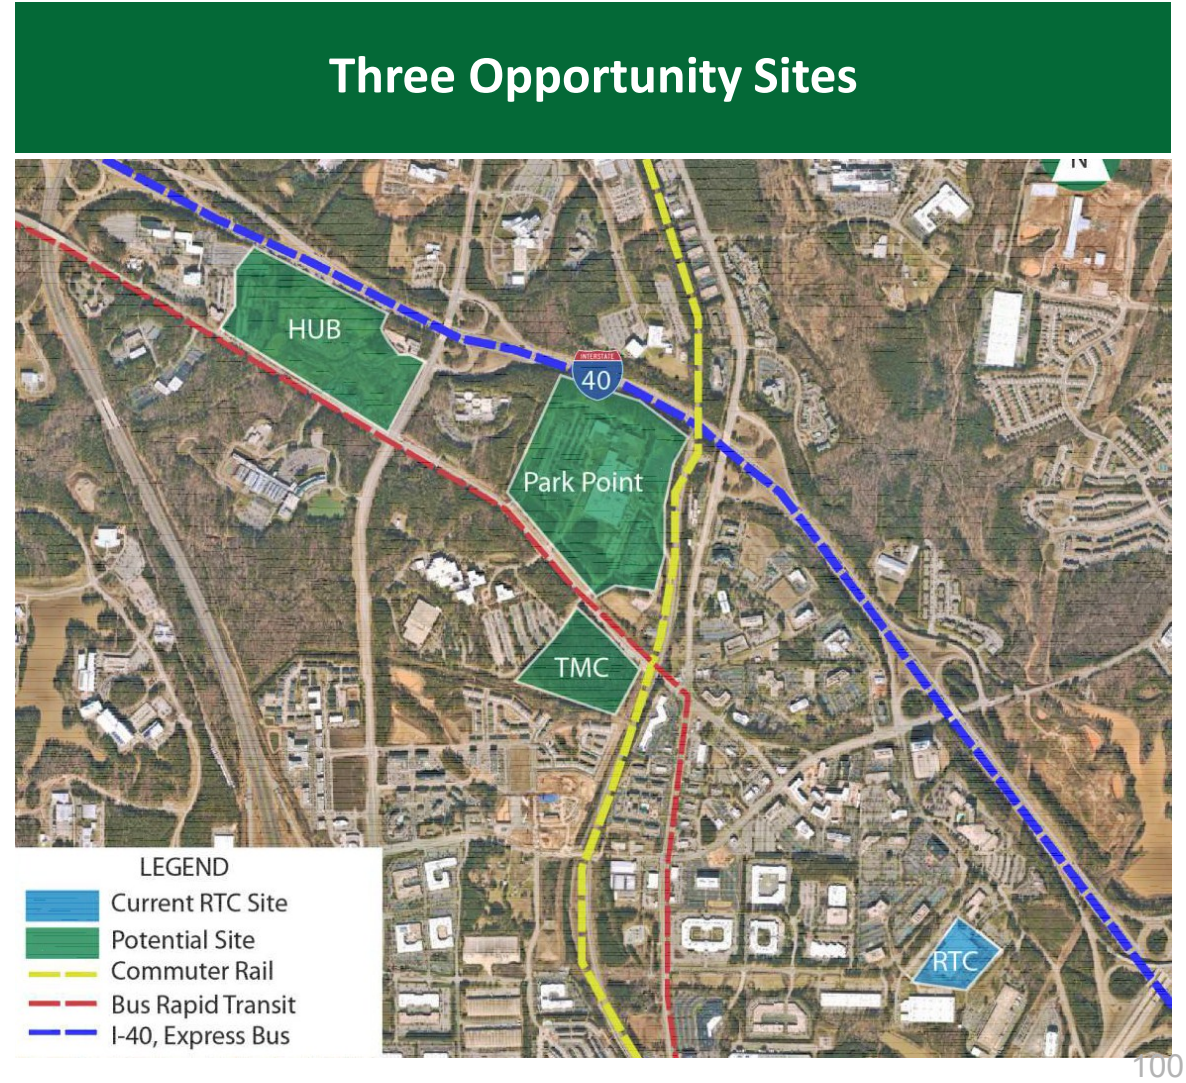 Three Opportunity Sites
N
HUB
INTERSTATE
40
Park Point
TMC
RTC
LEGEND
Current RTC Site
Potential Site
Commuter Rail
Bus Rapid Transit
I-40, Express Bus
100